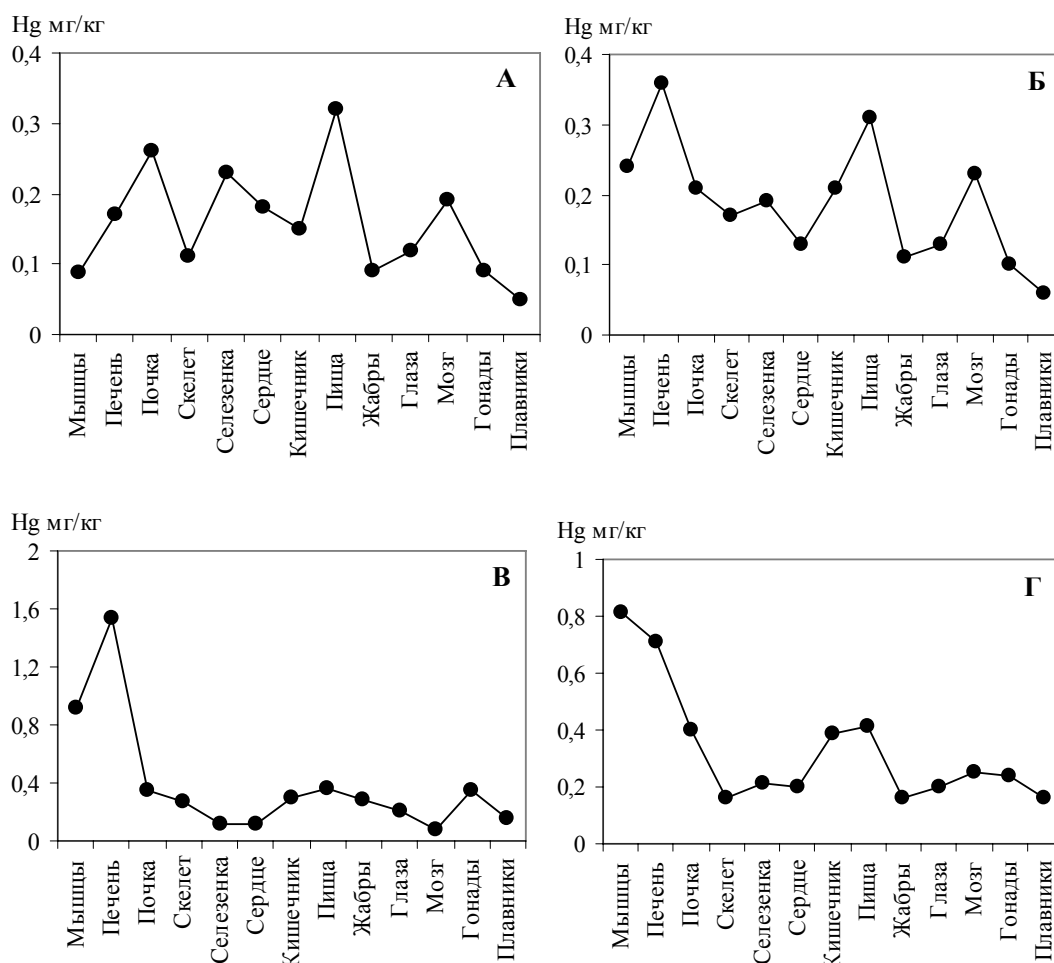 Hg мг/кг
0,4
0,3
0,2
0,1
0
А
Мышцы
Печень
Почка
Скелет
Селезенка
Сердце
Кишечник
Пища
Жабры
Глаза
Мозг
Гонады
Плавники
Hg мг/кг
0,4
0,3
0,2
0,1
0
Б
Мышцы
Печень
Почка
Скелет
Селезенка
Сердце
Кишечник
Пища
Жабры
Глаза
Мозг
Гонады
Плавники
Hg мг/кг
2
1,6
1,2
0,8
0,4
0
В
Мышцы
Печень
Почка
Скелет
Селезенка
Сердце
Кишечник
Пища
Жабры
Глаза
Мозг
Гонады
Плавники
Hg мг/кг
1
0,8
0,6
0,4
0,2
0
Г
Мышцы
Печень
Почка
Скелет
Селезенка
Сердце
Кишечник
Пища
Жабры
Глаза
Мозг
Гонады
Плавники